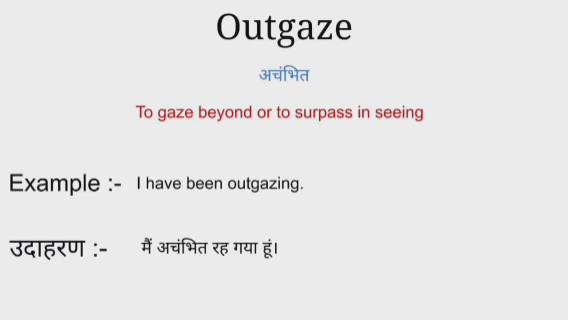 Outgaze
अचंभित
To gaze beyond or to surpass in seeing
Example :- I have been outgazing.
उदाहरण :- मैं अचंभित रह गया हूं।